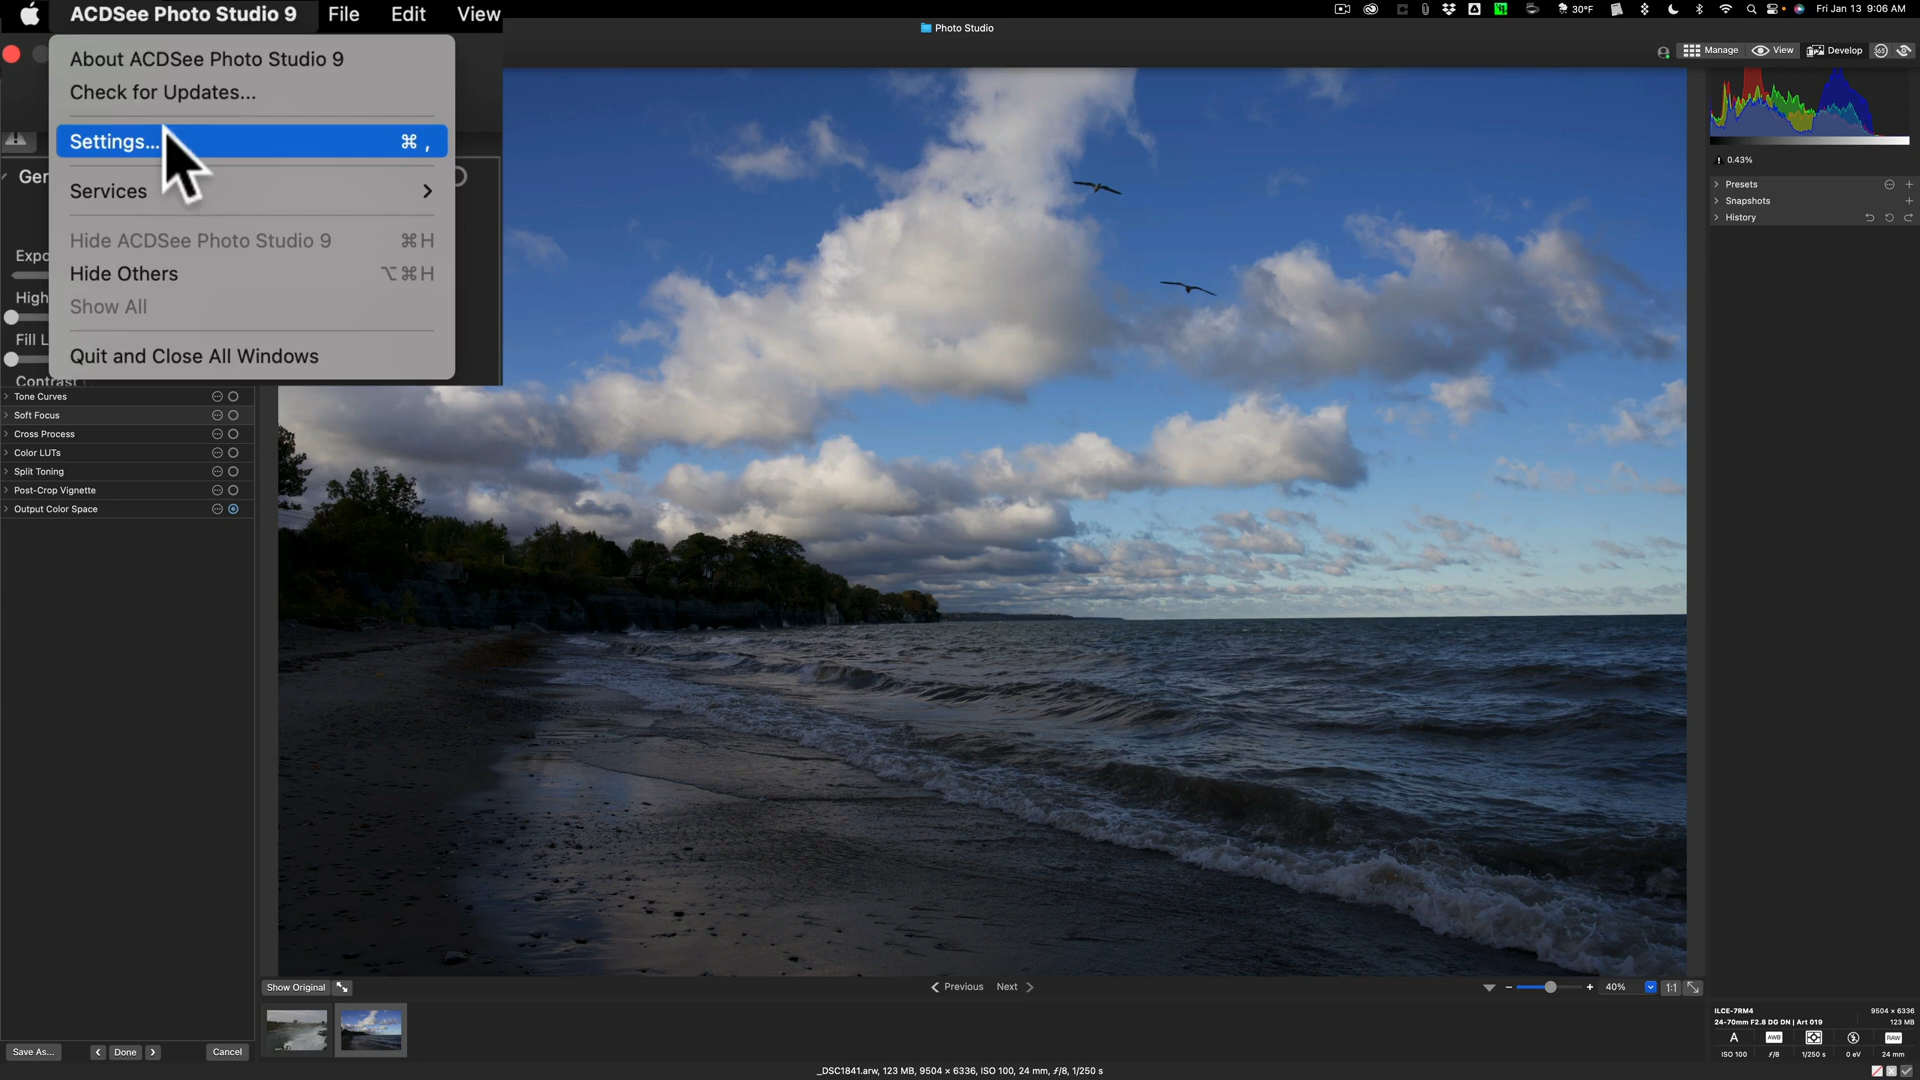 ACDSee Photo Studio 9 File Edit View
30°F Fri Jan 13 9:06 AM
Photo Studio
About ACDSee Photo Studio 9
Check for Updates...
Settings... ⌘ ,
Services
Hide ACDSee Photo Studio 9 ⌘H
Hide Others ⌥⌘H
Show All
Quit and Close All Windows
Manage View Develop 365
Ger
Expo
High
Fill L
Contrast
Tone Curves
Soft Focus
Cross Process
Color LUTs
Split Toning
Post-Crop Vignette
Output Color Space
0.43%
Presets
Snapshots
History
Show Original
Previous Next
40% 1:1
Save As... Done Cancel
ILCE-7RM4 9504 × 6336
24-70mm F2.8 DG DN | Art 019 123 MB
A AWB RAW
ISO 100 ƒ/8 1/250 s 0 eV 24 mm
_DSC1841.arw, 123 MB, 9504 × 6336, ISO 100, 24 mm, ƒ/8, 1/250 s